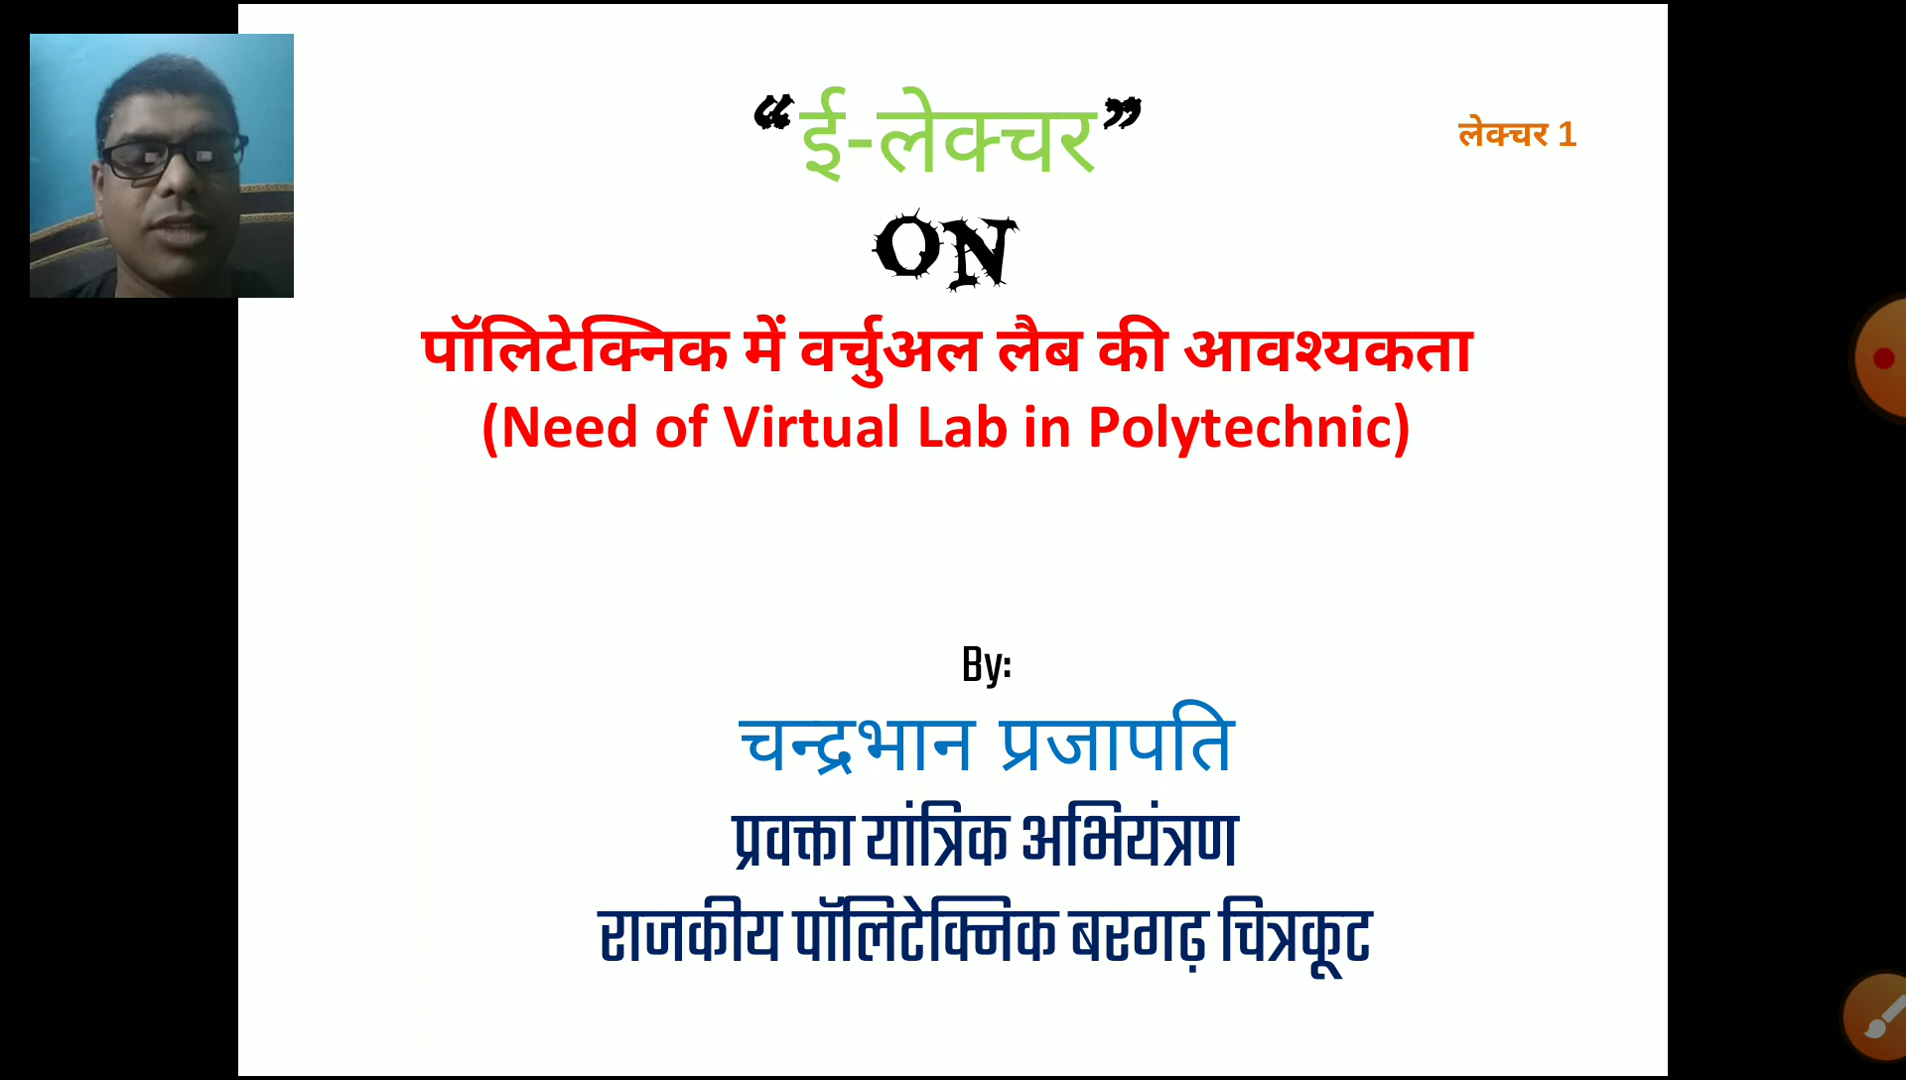 “ई-लेक्चर”
लेक्चर 1
ON
पॉलिटेक्निक में वर्चुअल लैब की आवश्यकता
(Need of Virtual Lab in Polytechnic)
By:
चन्द्रभान प्रजापति
प्रवक्ता यांत्रिक अभियंत्रण
राजकीय पॉलिटेक्निक बरगढ़ चित्रकूट